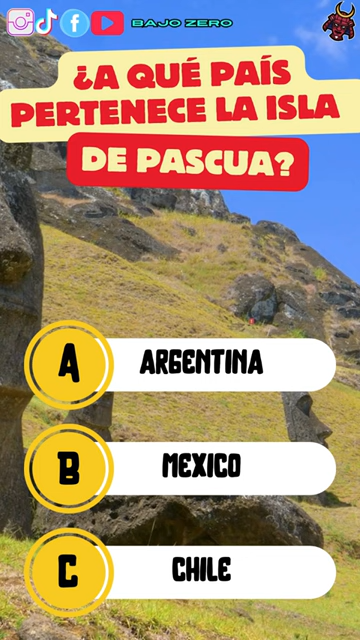 BAJO ZERO
¿A QUÉ PAÍS
PERTENECE LA ISLA
DE PASCUA?
A ARGENTINA
B MEXICO
C CHILE